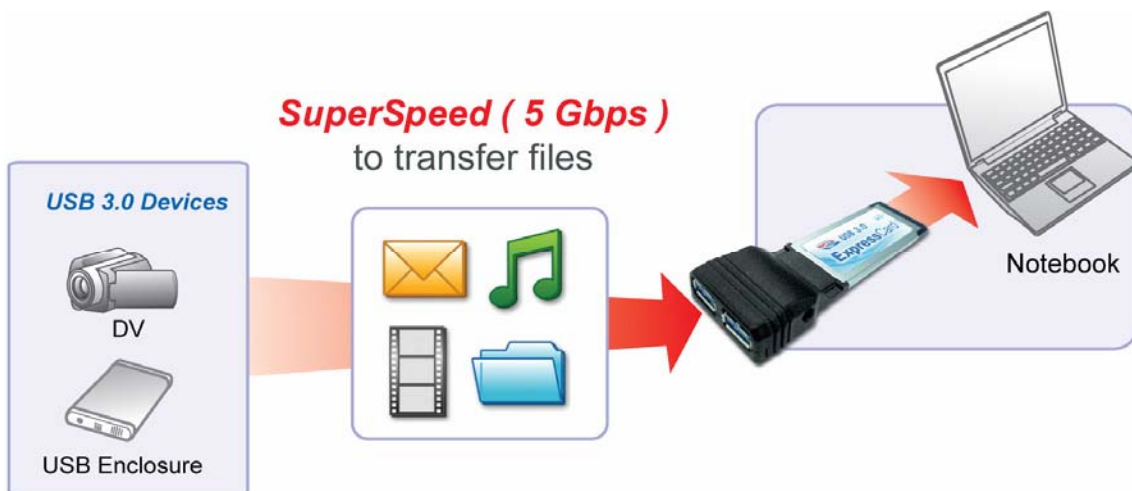 SuperSpeed ( 5 Gbps )
to transfer files
USB 3.0 Devices
DV
USB Enclosure
USB 3.0
ExpressCard
Notebook